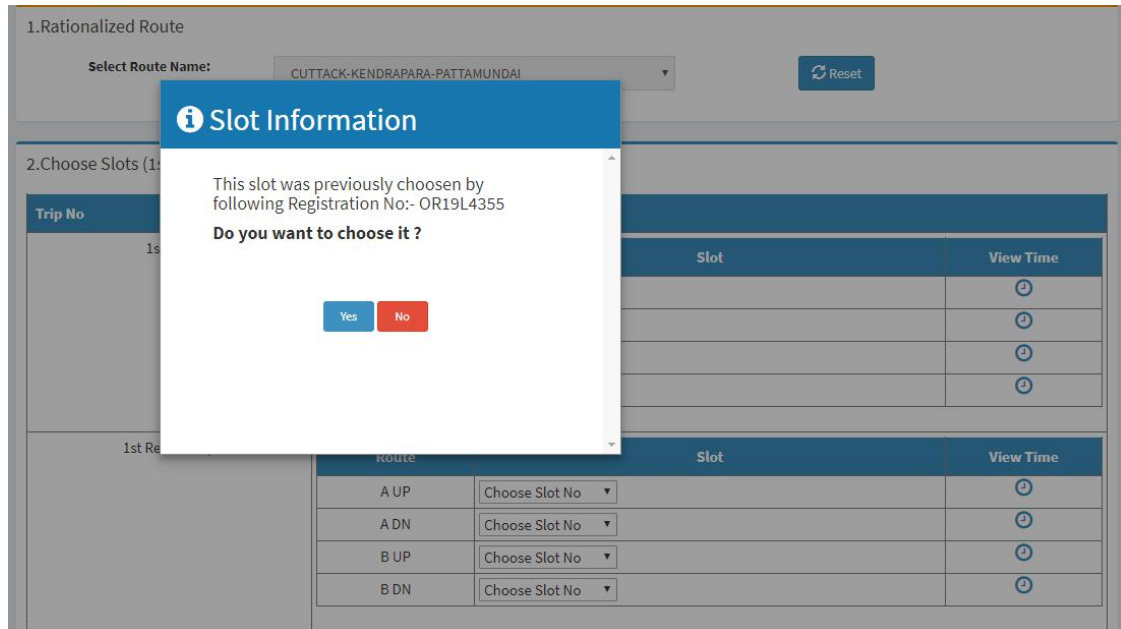 1.Rationalized Route
Select Route Name:
CUTTACK-KENDRAPARA-PATTAMUNDAI
Reset
Slot Information
This slot was previously choosen by
following Registration No:- OR19L4355
Do you want to choose it ?
Yes No
2.Choose Slots (1s
Trip No
1s
Slot View Time
1st Re
Route Slot View Time
A UP Choose Slot No
A DN Choose Slot No
B UP Choose Slot No
B DN Choose Slot No